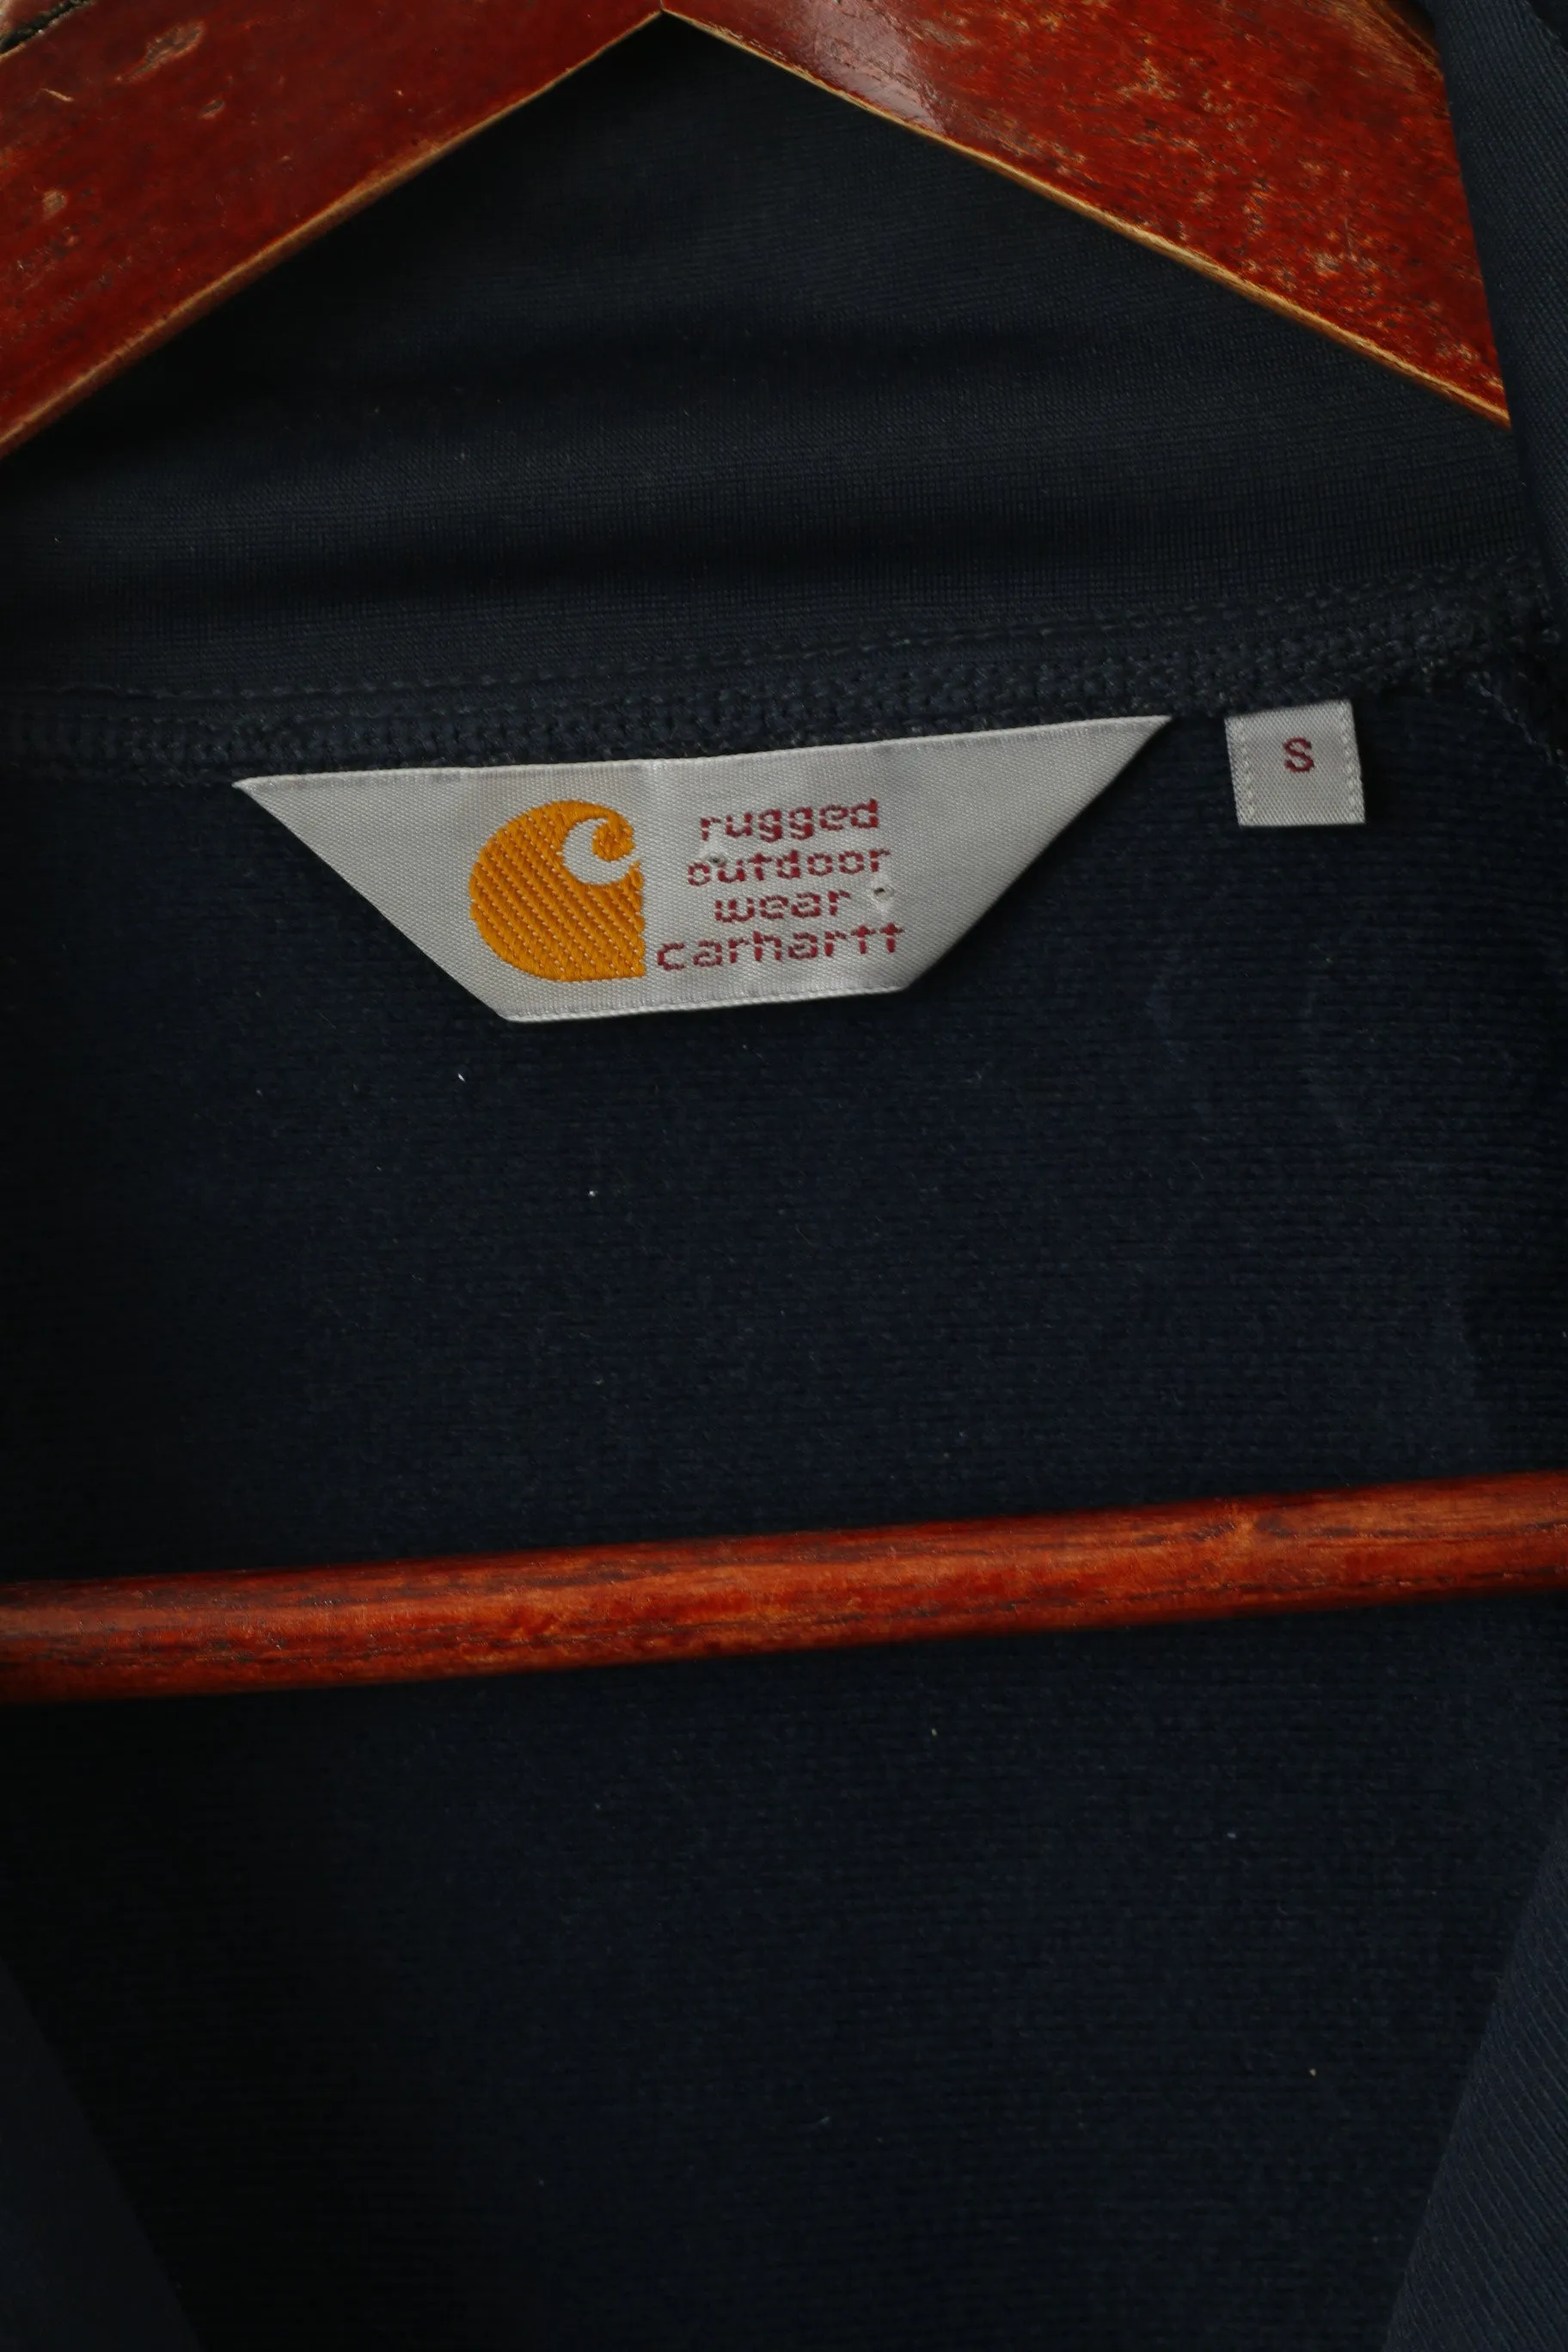 rugged
outdoor
wear
carhartt
S